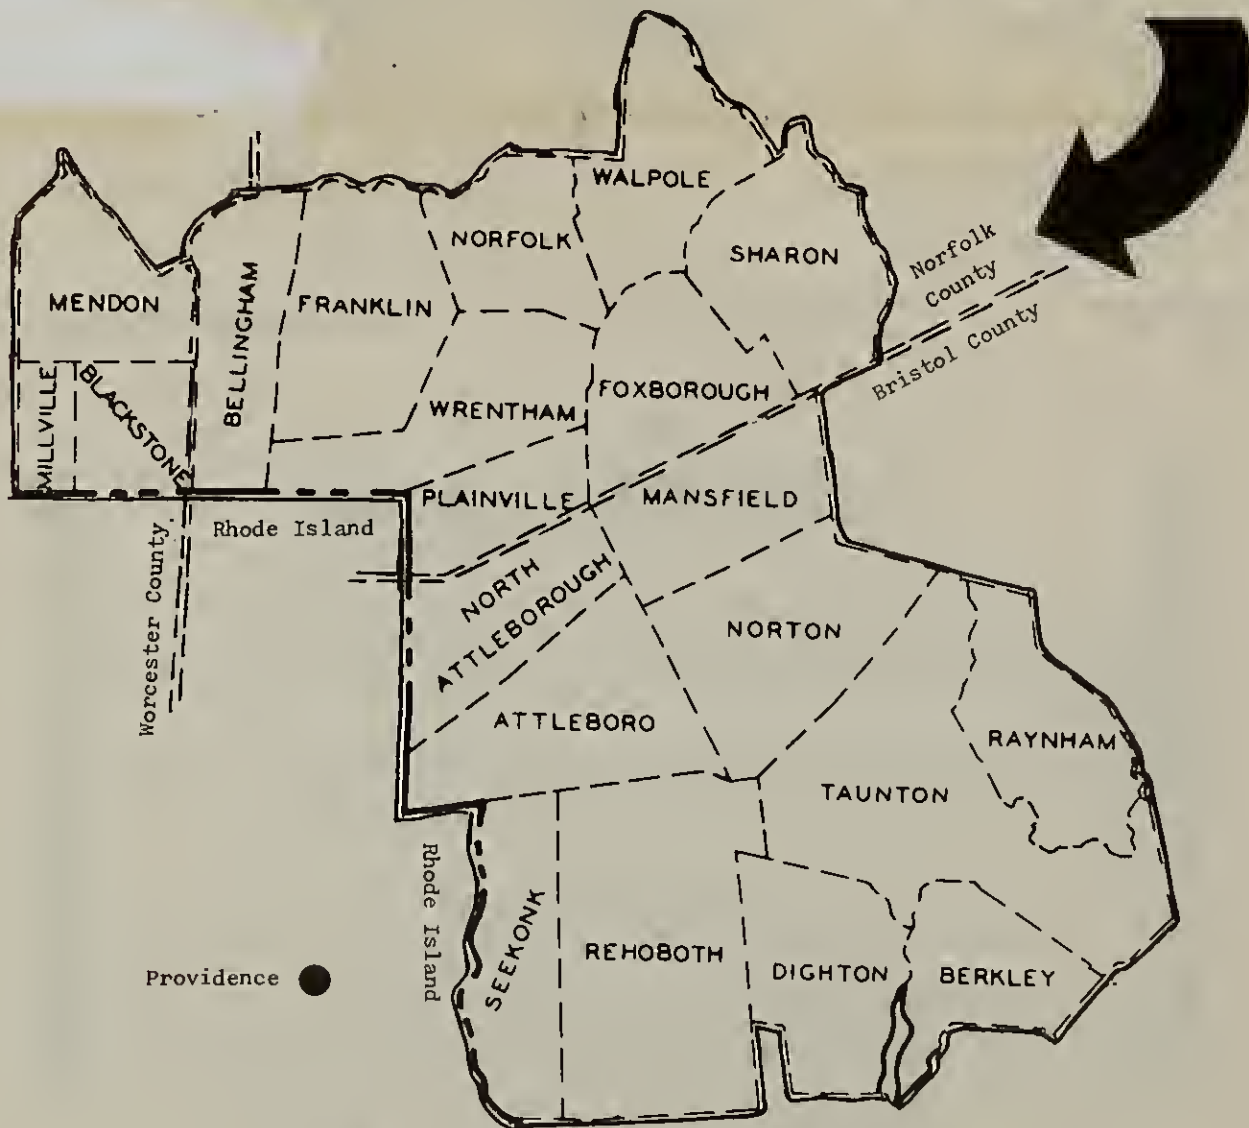 WALPOLE
NORFOLK
SHARON
Norfolk
County
Bristol County
MENDON
BELLINGHAM
FRANKLIN
MILLVILLE
BLACKSTONE
WRENTHAM
FOXBOROUGH
PLAINVILLE
MANSFIELD
Rhode Island
Worcester County
NORTH
ATTLEBOROUGH
NORTON
ATTLEBORO
RAYNHAM
TAUNTON
Rhode Island
SEEKONK
REHOBOTH
DIGHTON
BERKLEY
Providence